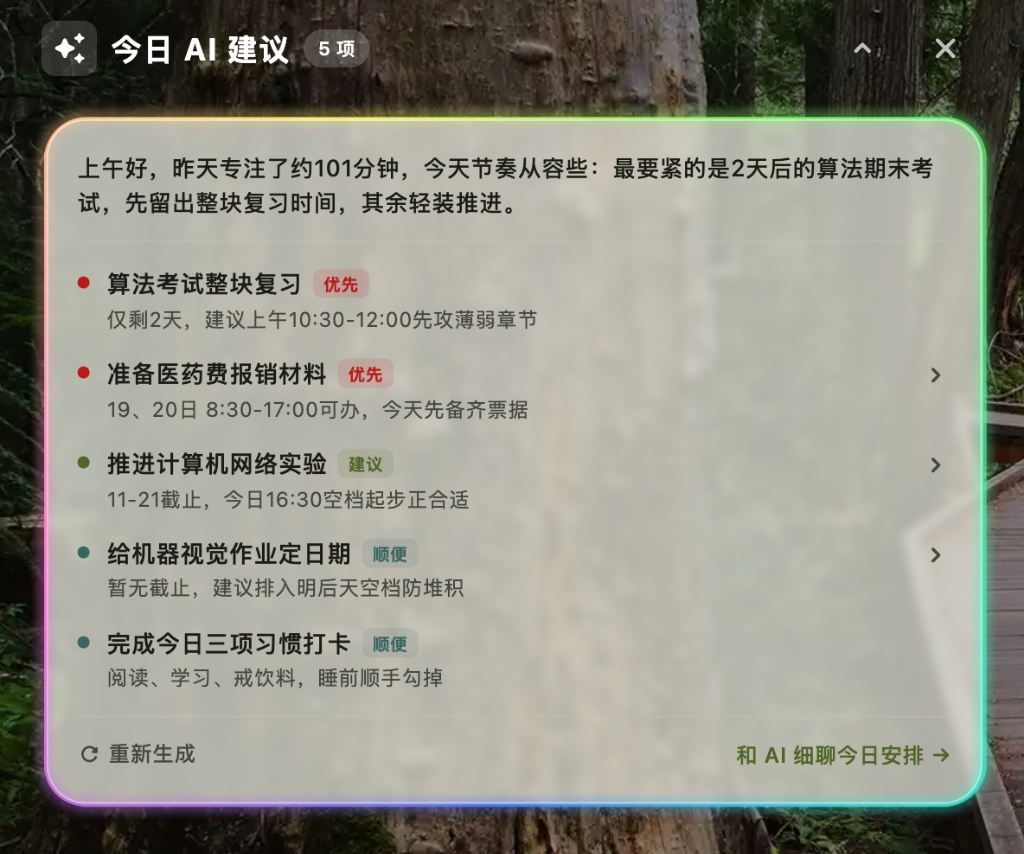 今日 AI 建议 5 项
上午好，昨天专注了约101分钟，今天节奏从容些：最要紧的是2天后的算法期末考
试，先留出整块复习时间，其余轻装推进。
算法考试整块复习 优先
仅剩2天，建议上午10:30-12:00先攻薄弱章节
准备医药费报销材料 优先
19、20日 8:30-17:00可办，今天先备齐票据
推进计算机网络实验 建议
11-21截止，今日16:30空档起步正合适
给机器视觉作业定日期 顺便
暂无截止，建议排入明后天空档防堆积
完成今日三项习惯打卡 顺便
阅读、学习、戒饮料，睡前顺手勾掉
重新生成 和 AI 细聊今日安排 →